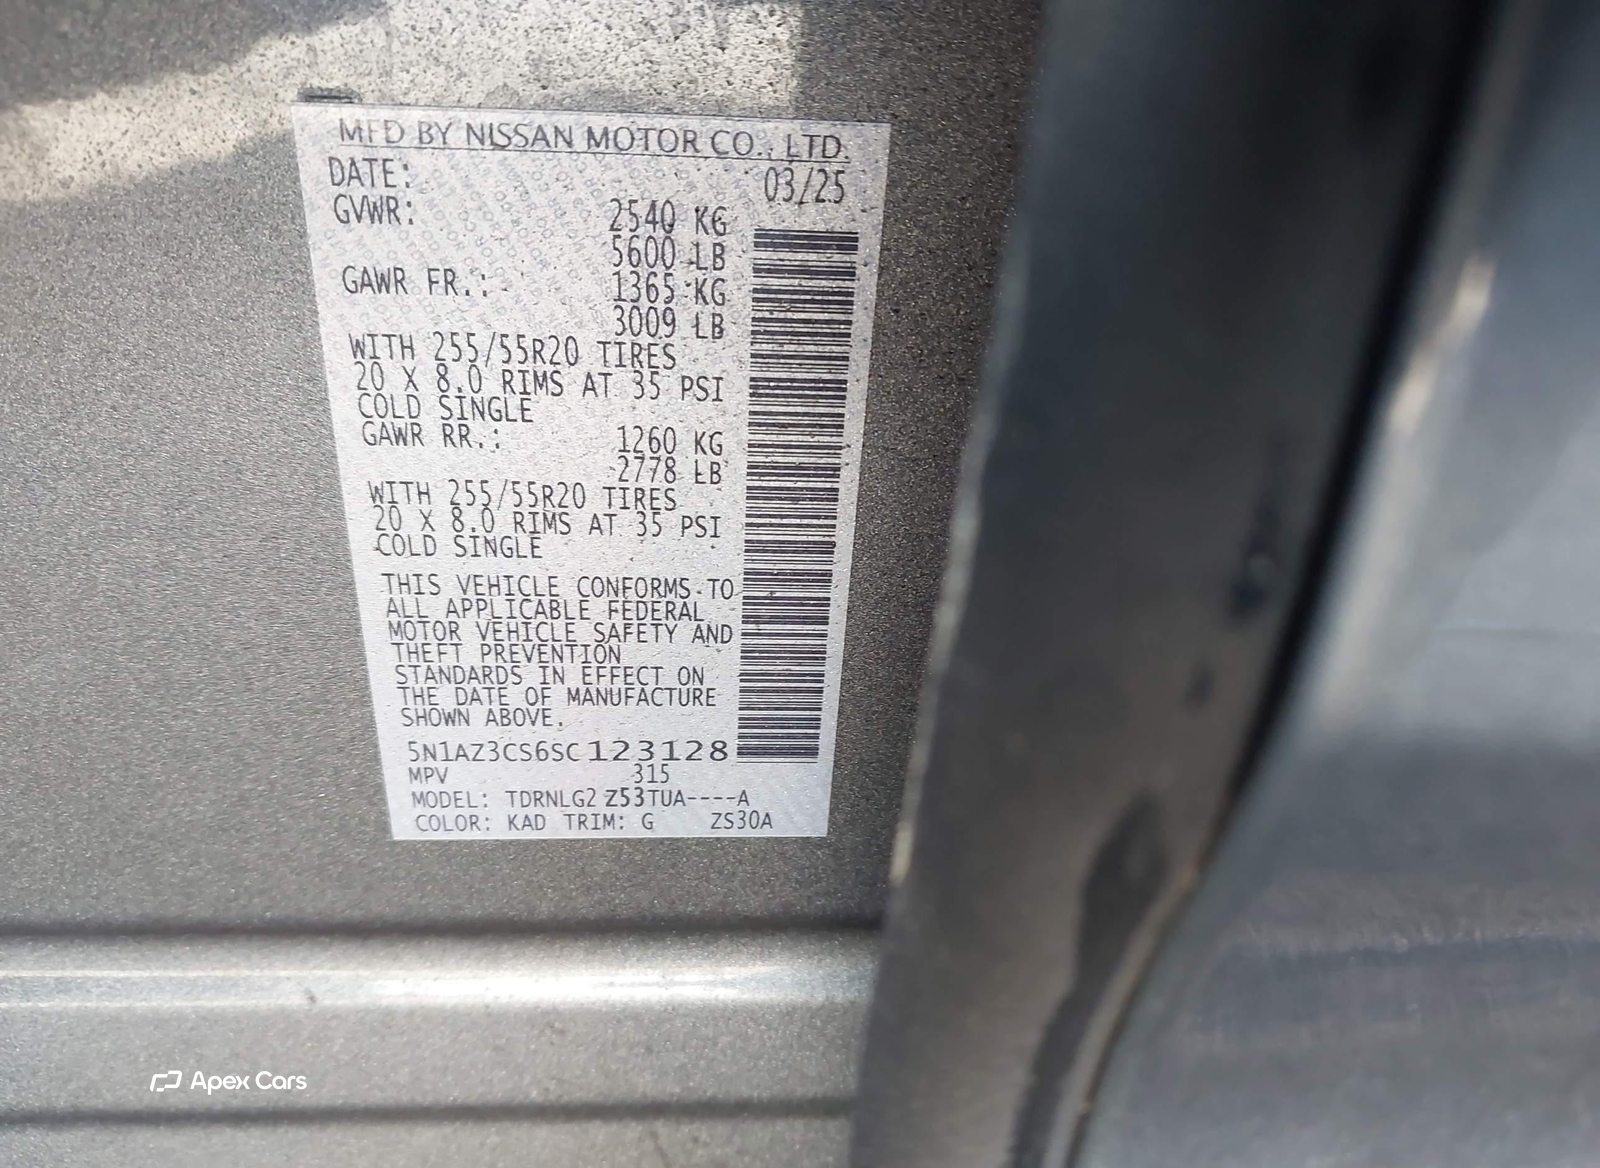 MFD BY NISSAN MOTOR CO., LTD.
DATE: 03/25
GVWR: 2540 KG
5600 LB
GAWR FR.: 1365 KG
3009 LB
WITH 255/55R20 TIRES
20 X 8.0 RIMS AT 35 PSI
COLD SINGLE
GAWR RR.: 1260 KG
2778 LB
WITH 255/55R20 TIRES
20 X 8.0 RIMS AT 35 PSI
COLD SINGLE
THIS VEHICLE CONFORMS TO
ALL APPLICABLE FEDERAL
MOTOR VEHICLE SAFETY AND
THEFT PREVENTION
STANDARDS IN EFFECT ON
THE DATE OF MANUFACTURE
SHOWN ABOVE.
5N1AZ3CS6SC123128
MPV 315
MODEL: TDRNLG2 Z53TUA----A
COLOR: KAD TRIM: G ZS30A
Apex Cars